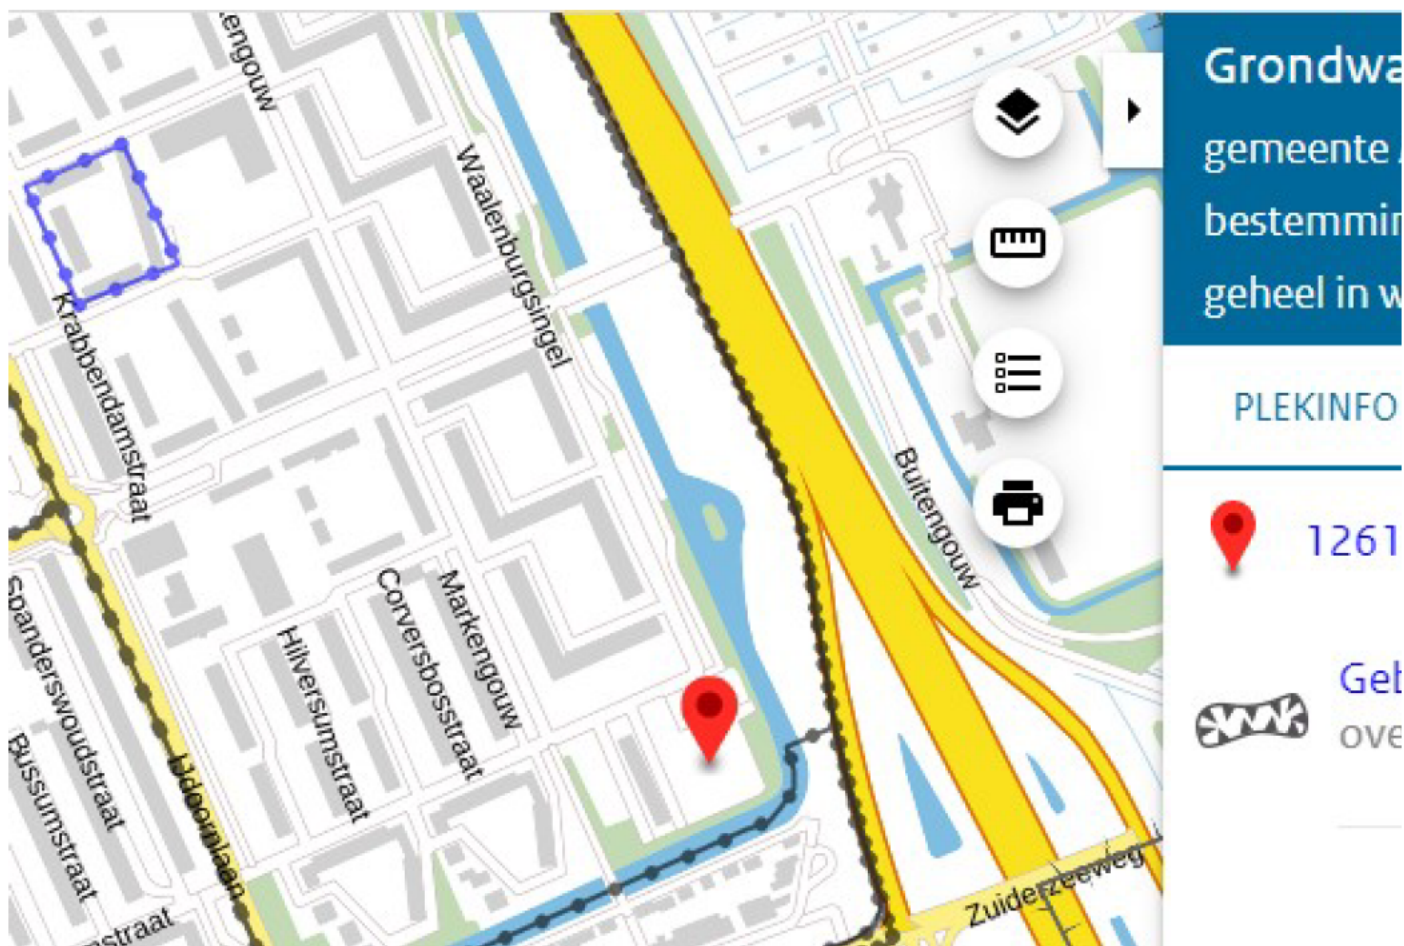 engouw
Waalenburgsingel
Krabbendamstraat
Buitengouw
Markengouw
Corversbosstraat
Hilversumstraat
Spanderswoudstraat
Bussumstraat
IJdoornlaan
straat
Zuiderzeeweg
Grondwa
gemeente
bestemmin
geheel in w
PLEKINFO
1261
Geb
ove